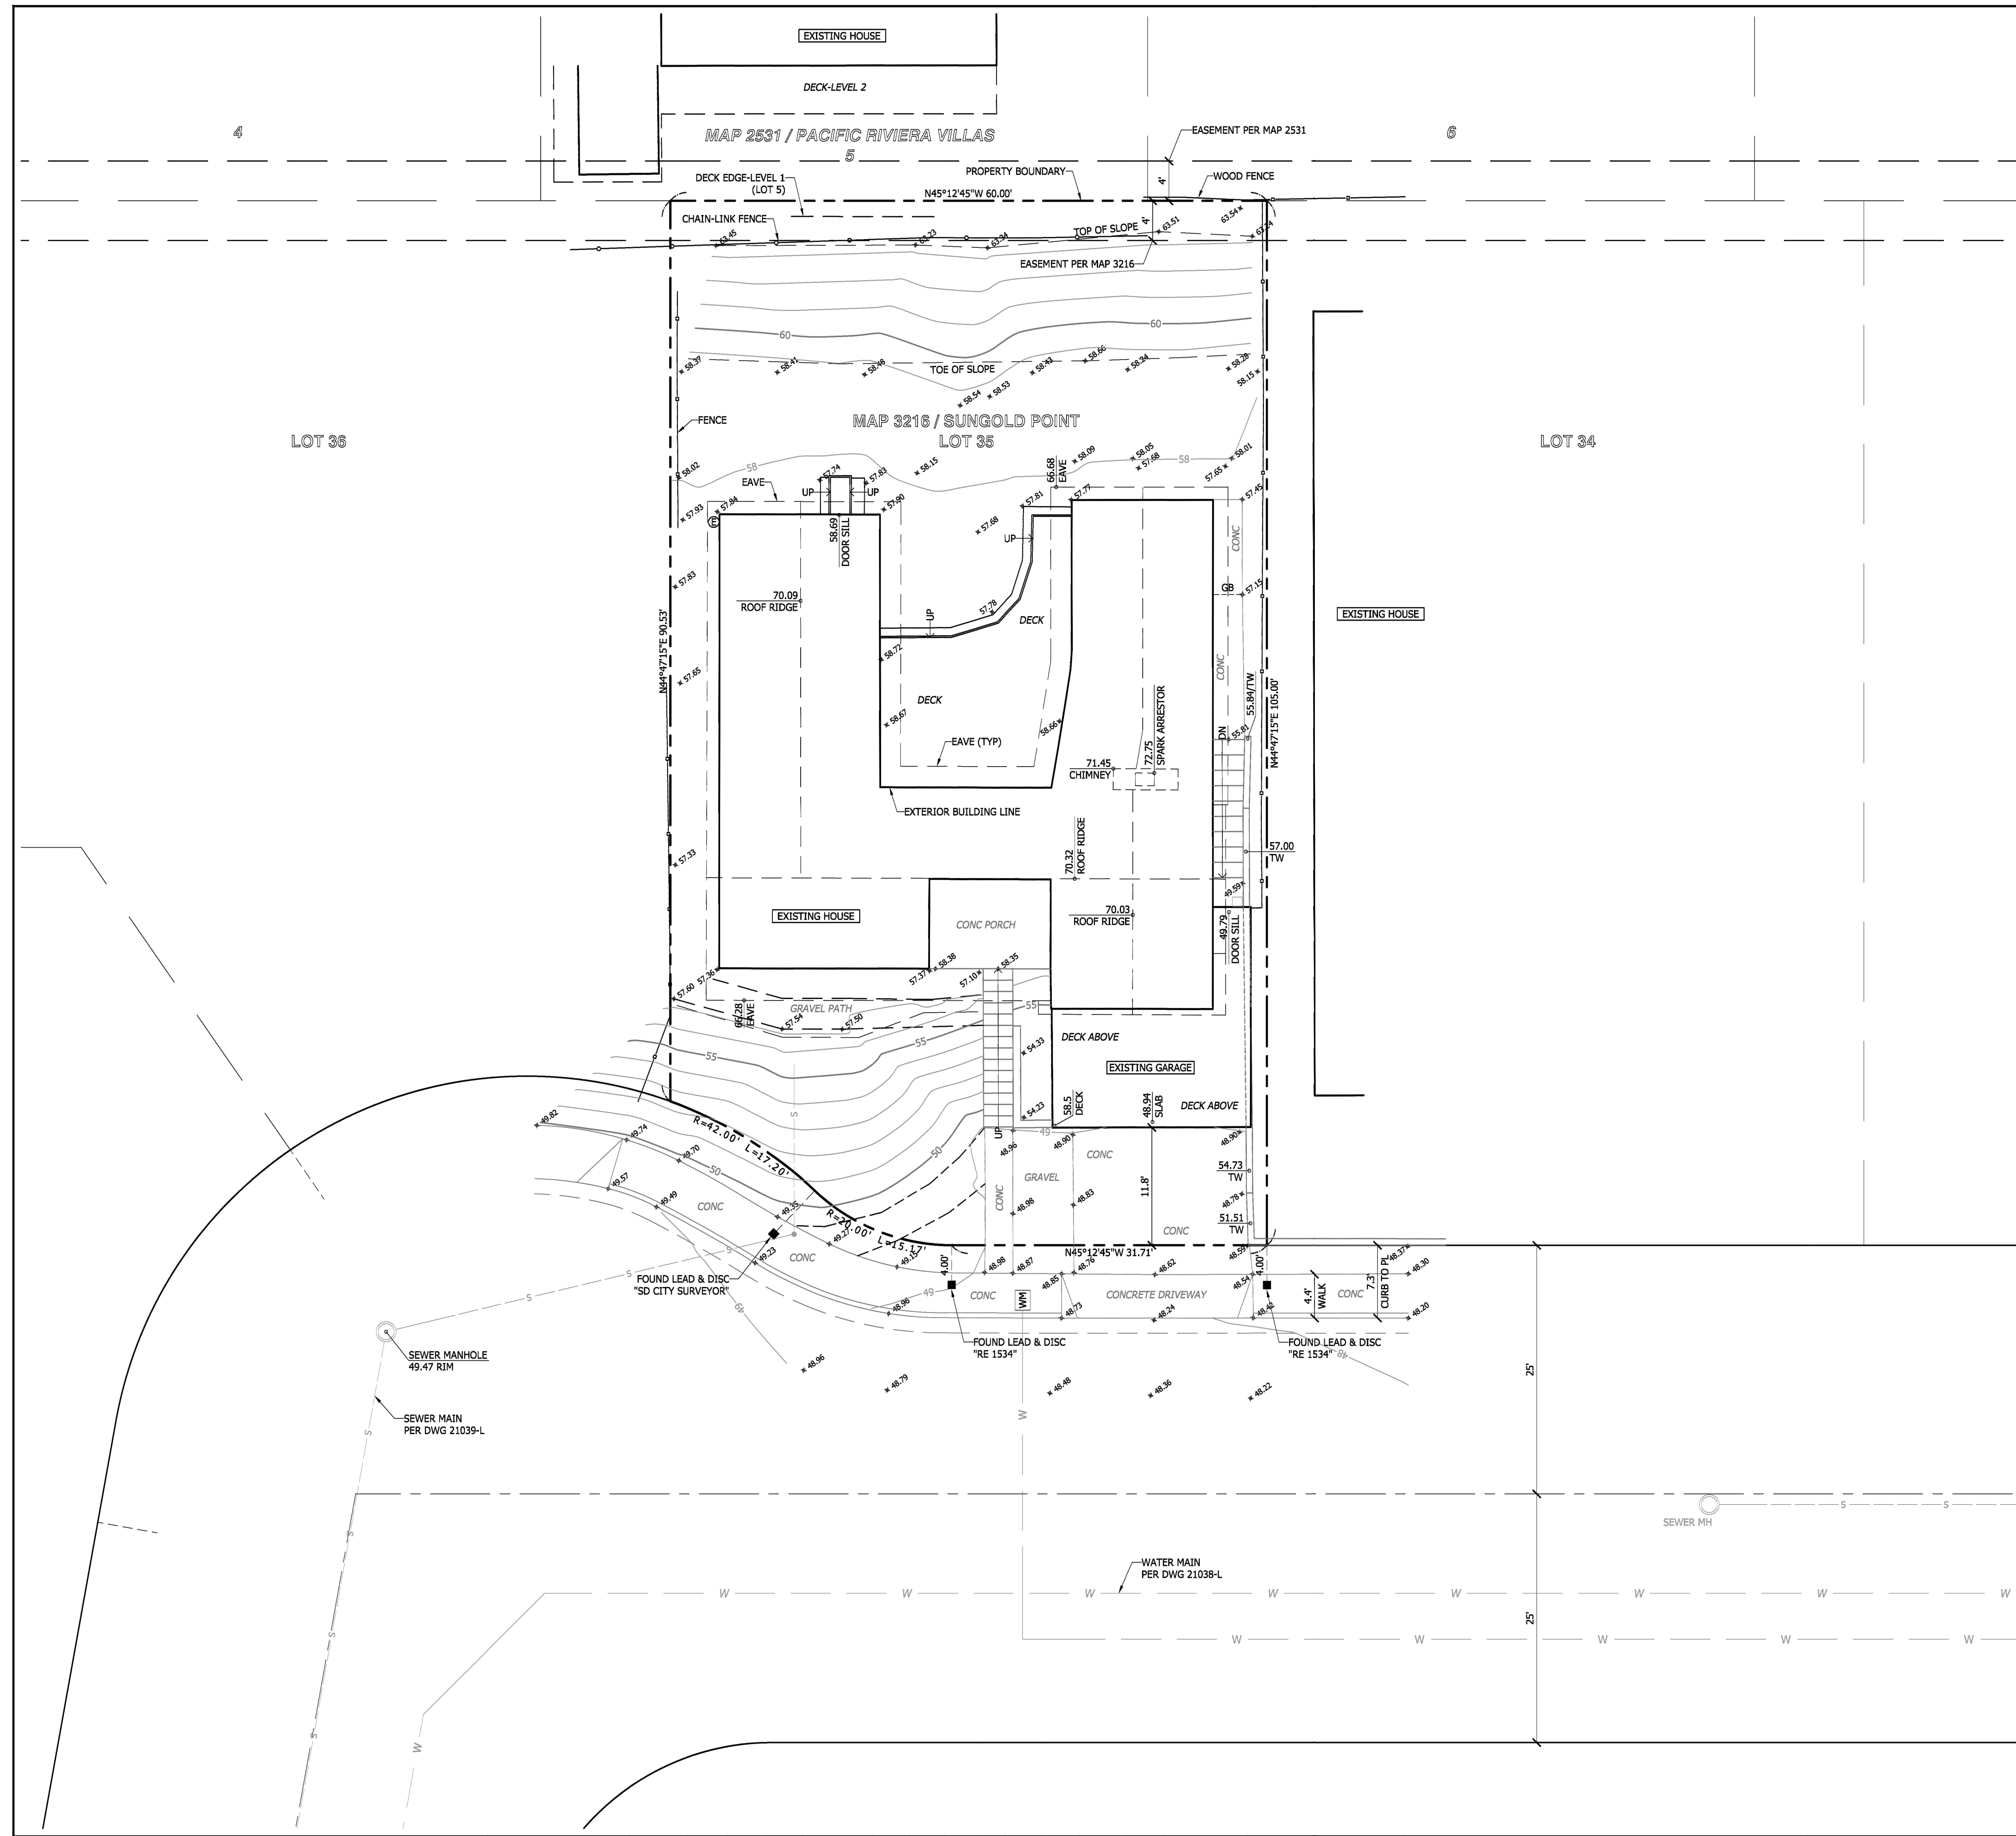 EXISTING HOUSE
DECK-LEVEL 2
4
MAP 2531 / PACIFIC RIVIERA VILLAS
5
6
EASEMENT PER MAP 2531
DECK EDGE-LEVEL 1
(LOT 5)
PROPERTY BOUNDARY
WOOD FENCE
4'
N45°12'45"W 60.00'
CHAIN-LINK FENCE
63.45
63.23
63.34
TOP OF SLOPE
4'
63.51
63.54
63.24
EASEMENT PER MAP 3216
60
60
58.37
58.41
58.48
TOE OF SLOPE
58.54
58.53
58.43
58.66
58.24
58.28
58.15
FENCE
MAP 3216 / SUNGOLD POINT
LOT 36
LOT 35
LOT 34
58.02
58
EAVE
57.74
57.83
58.15
66.68
EAVE
58.09
58.05
57.68
58
57.65
58.01
UP
UP
57.93
57.84
E
57.90
57.81
57.77
57.45
58.69
DOOR SILL
57.68
UP
CONC
57.83
70.09
ROOF RIDGE
57.78
UP
DECK
GB
57.15
EXISTING HOUSE
N44°47'15"E 90.53'
57.65
58.72
DECK
58.67
58.66
CONC
55.84/TW
N44°47'15"E 105.00'
EAVE (TYP)
72.75
SPARK ARRESTOR
71.45
CHIMNEY
DN
55.81
EXTERIOR BUILDING LINE
57.33
70.32
ROOF RIDGE
57.00
TW
49.59
EXISTING HOUSE
CONC PORCH
70.03
ROOF RIDGE
49.79
DOOR SILL
57.36
57.37
58.38
57.10
58.35
57.60
66.28
EAVE
GRAVEL PATH
57.54
57.50
55
55
55
54.33
DECK ABOVE
EXISTING GARAGE
54.23
58.5
DECK
48.94
SLAB
DECK ABOVE
S
49.82
49.74
49.70
R=42.00' L=17.20'
50
50
UP
49
48.96
48.90
48.90
CONC
49.57
49.49
CONC
49.35
GRAVEL
11.8'
54.73
TW
48.98
CONC
48.83
48.78
51.51
TW
CONC
R=20.00' L=15.17'
49.27
49.23
CONC
49.15
N45°12'45"W 31.71'
4.00'
48.98
48.87
48.85
48.76
48.62
48.59
4.00'
48.54
48.37
48.30
FOUND LEAD & DISC
"SD CITY SURVEYOR"
S
S
S
49
48.96
49
CONC
WM
CONCRETE DRIVEWAY
48.73
48.24
48.42
4.4'
WALK
7.3'
CURB TO PL
CONC
48.20
SEWER MANHOLE
49.47 RIM
FOUND LEAD & DISC
"RE 1534"
FOUND LEAD & DISC
"RE 1534"
48
48.96
48.79
48.48
48.36
48.22
25'
SEWER MAIN
PER DWG 21039-L
S
W
SEWER MH
S
S
S
WATER MAIN
PER DWG 21038-L
W
W
W
W
W
W
W
W
25'
S
W
W
W
W
W
S
W